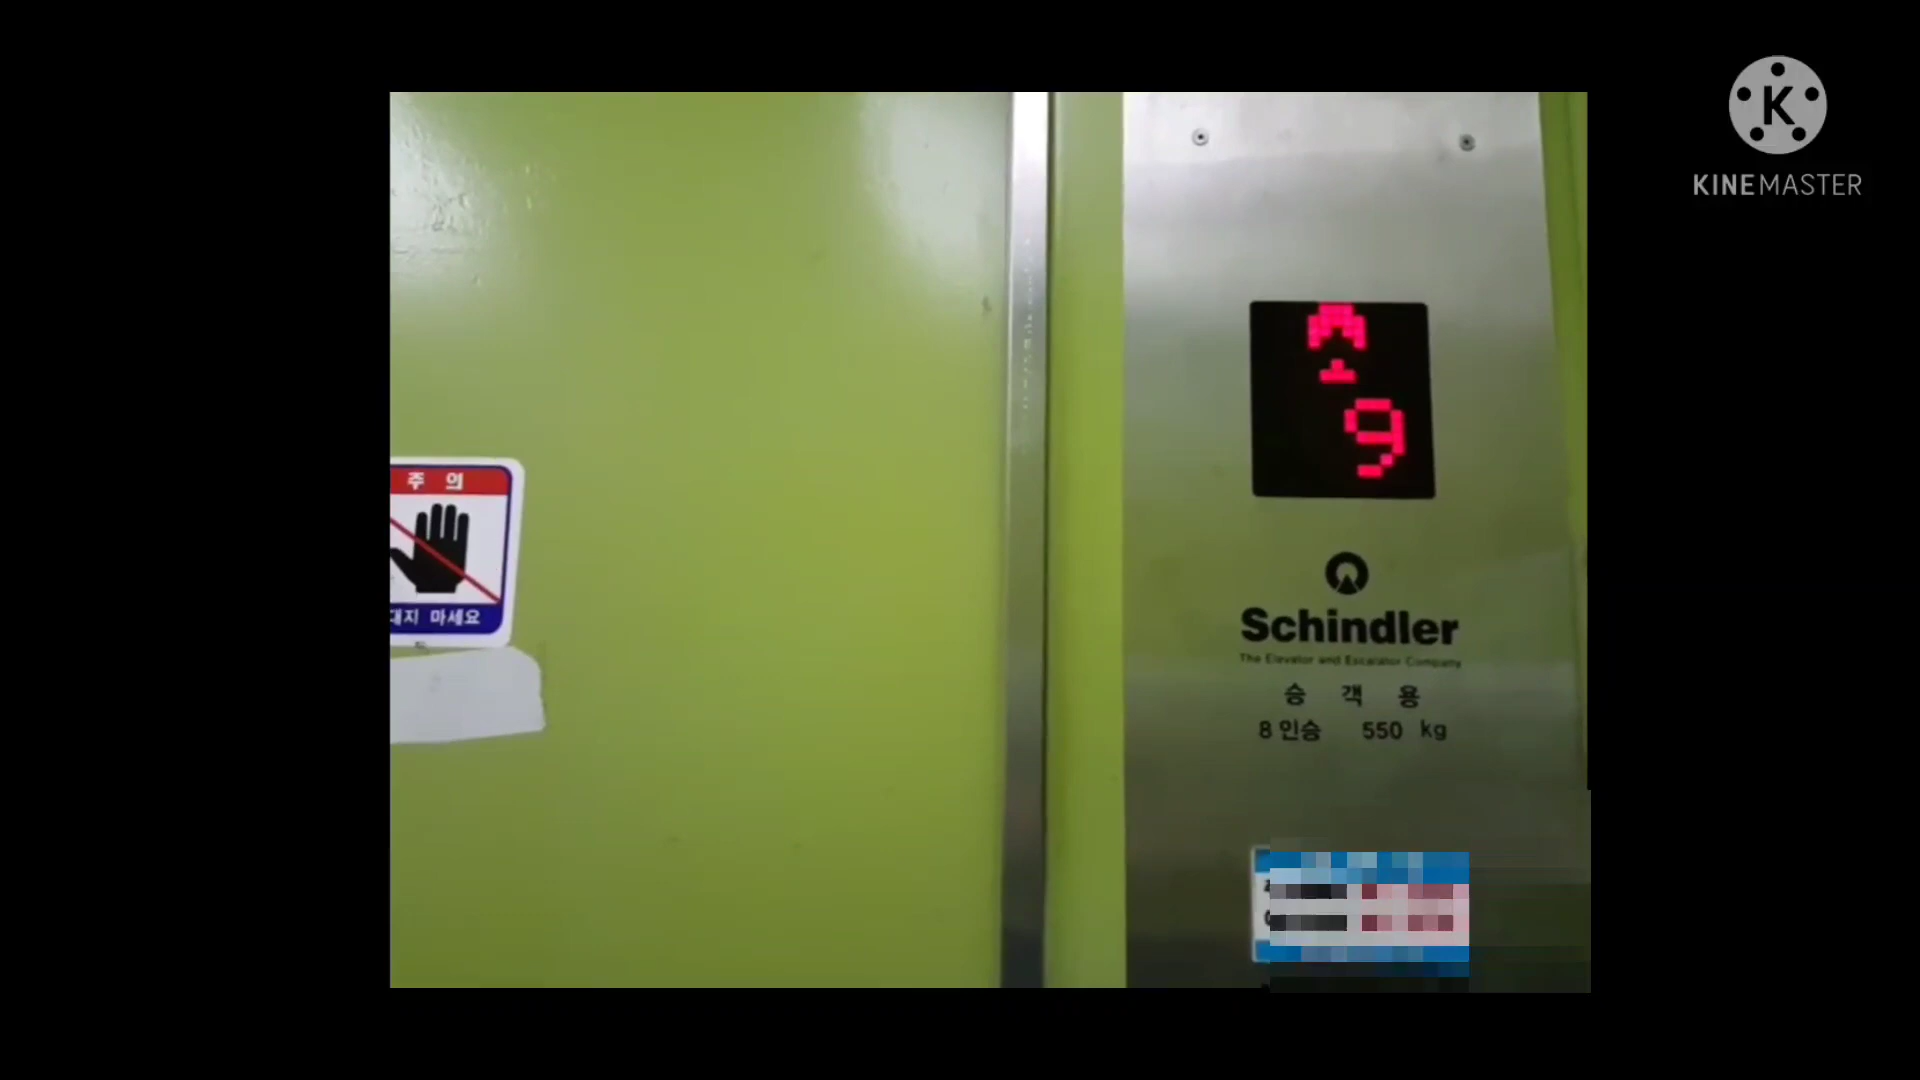 K
KINEMASTER
9
주 의
대지 마세요
Schindler
The Elevator and Escalator Company
승 객 용
8 인승 550 kg